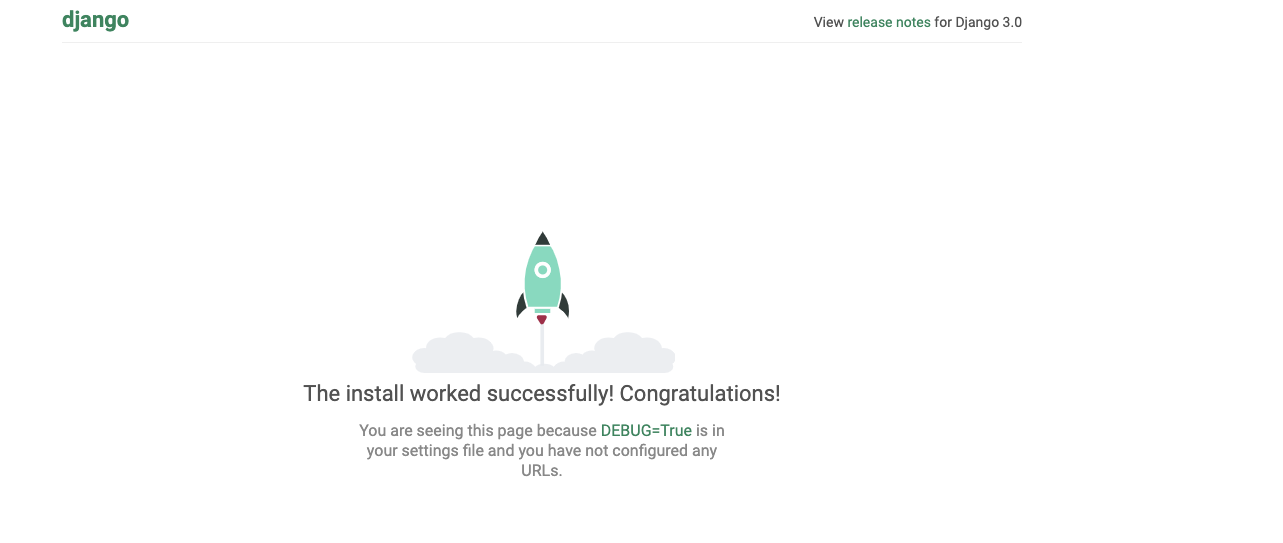 django
View release notes for Django 3.0
The install worked successfully! Congratulations!
You are seeing this page because DEBUG=True is in
your settings file and you have not configured any
URLs.